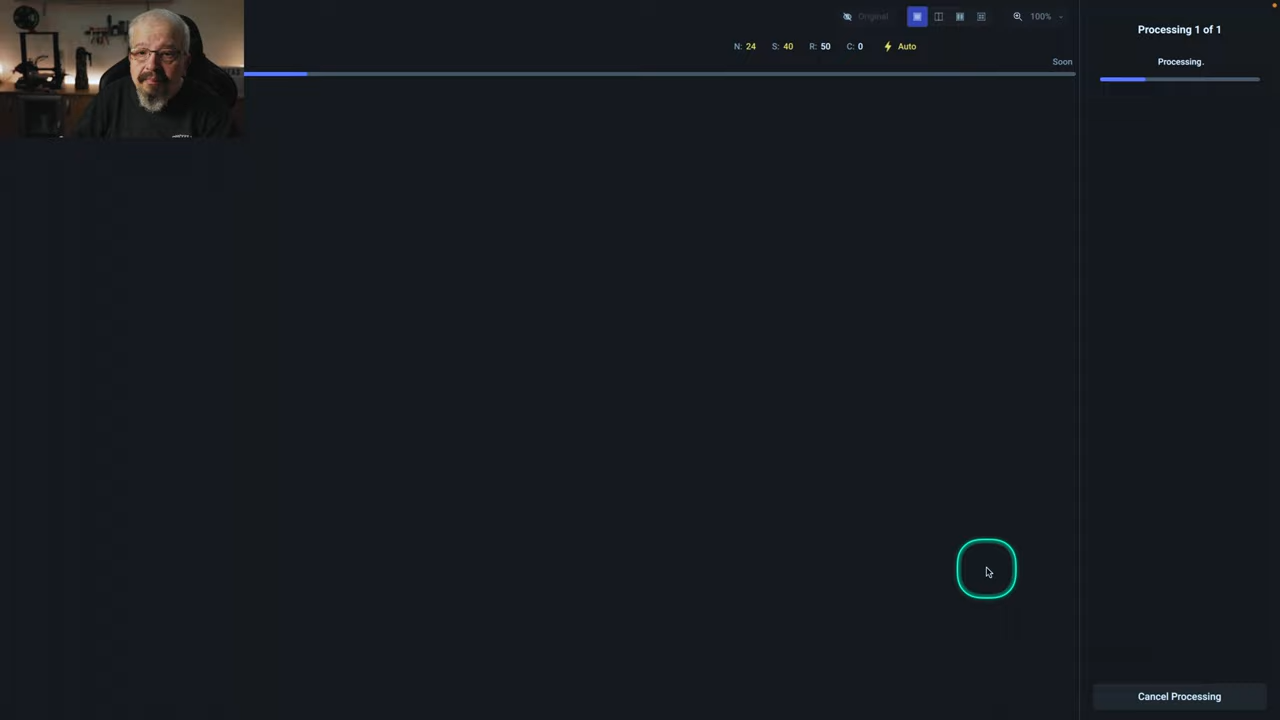 Original
100%
Processing 1 of 1
N: 24 S: 40 R: 50 C: 0 Auto
Soon
Processing.
Cancel Processing